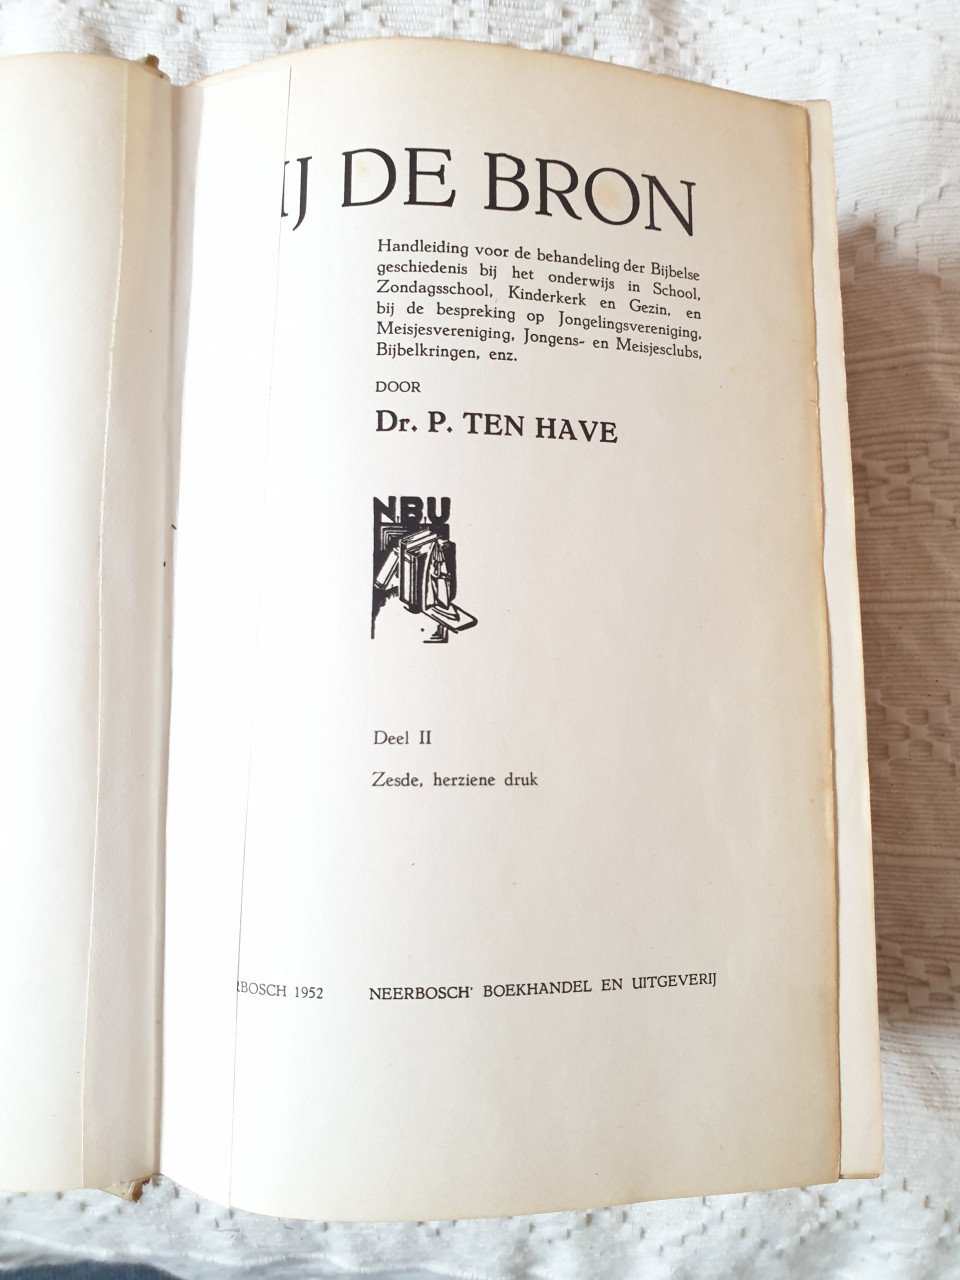 IJ DE BRON
Handleiding voor de behandeling der Bijbelse
geschiedenis bij het onderwijs in School,
Zondagsschool, Kinderkerk en Gezin, en
bij de bespreking op Jongelingsvereniging,
Meisjesvereniging, Jongens- en Meisjesclubs,
Bijbelkringen, enz.
DOOR
Dr. P. TEN HAVE
N.B.U
Deel II
Zesde, herziene druk
RBOSCH 1952 NEERBOSCH' BOEKHANDEL EN UITGEVERIJ